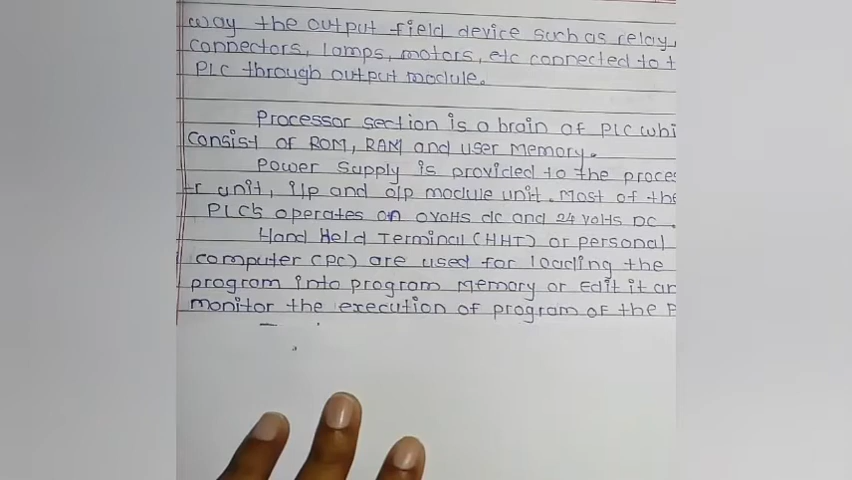 way the output field device such as relay,
connectors, lamps, motors, etc connected to t
PLC through output module.
Processor section is a brain of PLC whi
consist of ROM, RAM and user memory.
Power Supply is provided to the proces
-r unit, i/p and o/p module unit. Most of the
PLC's operates on 0volts dc and 24 volts DC.
Hand Held Terminal (HHT) or personal
computer (PC) are used for loading the
program into program memory or Edit it an
monitor the execution of program of the P